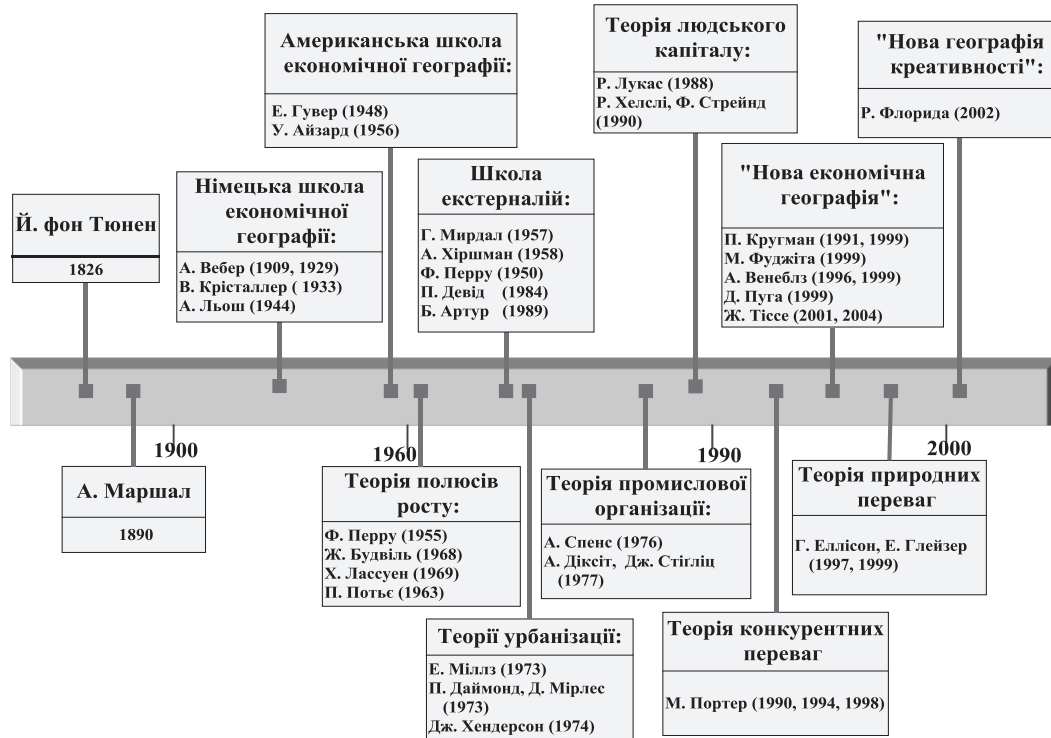 Американська школа
економічної географії:
Е. Гувер (1948)
У. Айзард (1956)
Теорія людського
капіталу:
Р. Лукас (1988)
Р. Хелслі, Ф. Стрейнд
(1990)
"Нова географія
креативності":
Р. Флорида (2002)
Й. фон Тюнен
1826
Німецька школа
економічної
географії:
А. Вебер (1909, 1929)
В. Крісталлер ( 1933)
А. Льош (1944)
Школа
екстерналій:
Г. Мирдал (1957)
А. Хіршман (1958)
Ф. Перру (1950)
П. Девід (1984)
Б. Артур (1989)
"Нова економічна
географія":
П. Кругман (1991, 1999)
М. Фуджіта (1999)
А. Венеблз (1996, 1999)
Д. Пуга (1999)
Ж. Тіссе (2001, 2004)
1900
1960
1990
2000
А. Маршал
1890
Теорія полюсів
росту:
Ф. Перру (1955)
Ж. Будвіль (1968)
Х. Лассуен (1969)
П. Потьє (1963)
Теорія промислової
організації:
А. Спенс (1976)
А. Діксіт, Дж. Стігліц
(1977)
Теорія природних
переваг
Г. Еллісон, Е. Глейзер
(1997, 1999)
Теорії урбанізації:
Е. Міллз (1973)
П. Даймонд, Д. Мірлес
(1973)
Дж. Хендерсон (1974)
Теорія конкурентних
переваг
М. Портер (1990, 1994, 1998)